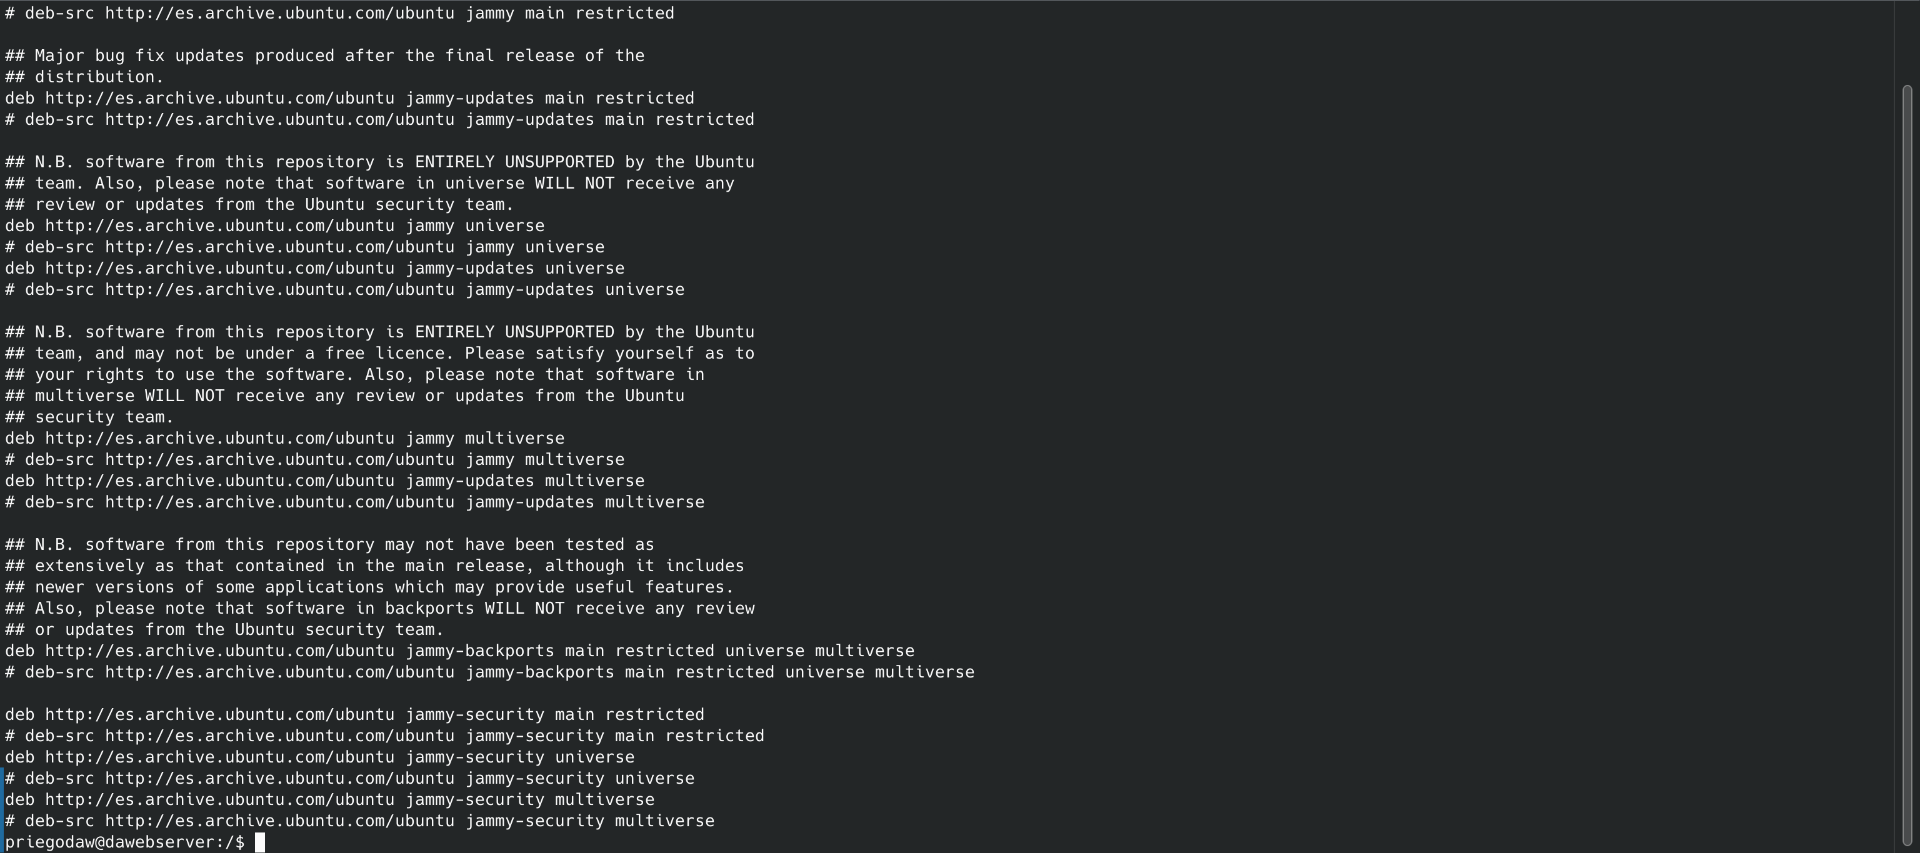 # deb-src http://es.archive.ubuntu.com/ubuntu jammy main restricted
## Major bug fix updates produced after the final release of the
## distribution.
deb http://es.archive.ubuntu.com/ubuntu jammy-updates main restricted
# deb-src http://es.archive.ubuntu.com/ubuntu jammy-updates main restricted
## N.B. software from this repository is ENTIRELY UNSUPPORTED by the Ubuntu
## team. Also, please note that software in universe WILL NOT receive any
## review or updates from the Ubuntu security team.
deb http://es.archive.ubuntu.com/ubuntu jammy universe
# deb-src http://es.archive.ubuntu.com/ubuntu jammy universe
deb http://es.archive.ubuntu.com/ubuntu jammy-updates universe
# deb-src http://es.archive.ubuntu.com/ubuntu jammy-updates universe
## N.B. software from this repository is ENTIRELY UNSUPPORTED by the Ubuntu
## team, and may not be under a free licence. Please satisfy yourself as to
## your rights to use the software. Also, please note that software in
## multiverse WILL NOT receive any review or updates from the Ubuntu
## security team.
deb http://es.archive.ubuntu.com/ubuntu jammy multiverse
# deb-src http://es.archive.ubuntu.com/ubuntu jammy multiverse
deb http://es.archive.ubuntu.com/ubuntu jammy-updates multiverse
# deb-src http://es.archive.ubuntu.com/ubuntu jammy-updates multiverse
## N.B. software from this repository may not have been tested as
## extensively as that contained in the main release, although it includes
## newer versions of some applications which may provide useful features.
## Also, please note that software in backports WILL NOT receive any review
## or updates from the Ubuntu security team.
deb http://es.archive.ubuntu.com/ubuntu jammy-backports main restricted universe multiverse
# deb-src http://es.archive.ubuntu.com/ubuntu jammy-backports main restricted universe multiverse
deb http://es.archive.ubuntu.com/ubuntu jammy-security main restricted
# deb-src http://es.archive.ubuntu.com/ubuntu jammy-security main restricted
deb http://es.archive.ubuntu.com/ubuntu jammy-security universe
# deb-src http://es.archive.ubuntu.com/ubuntu jammy-security universe
deb http://es.archive.ubuntu.com/ubuntu jammy-security multiverse
# deb-src http://es.archive.ubuntu.com/ubuntu jammy-security multiverse
priegodaw@dawebserver:/$